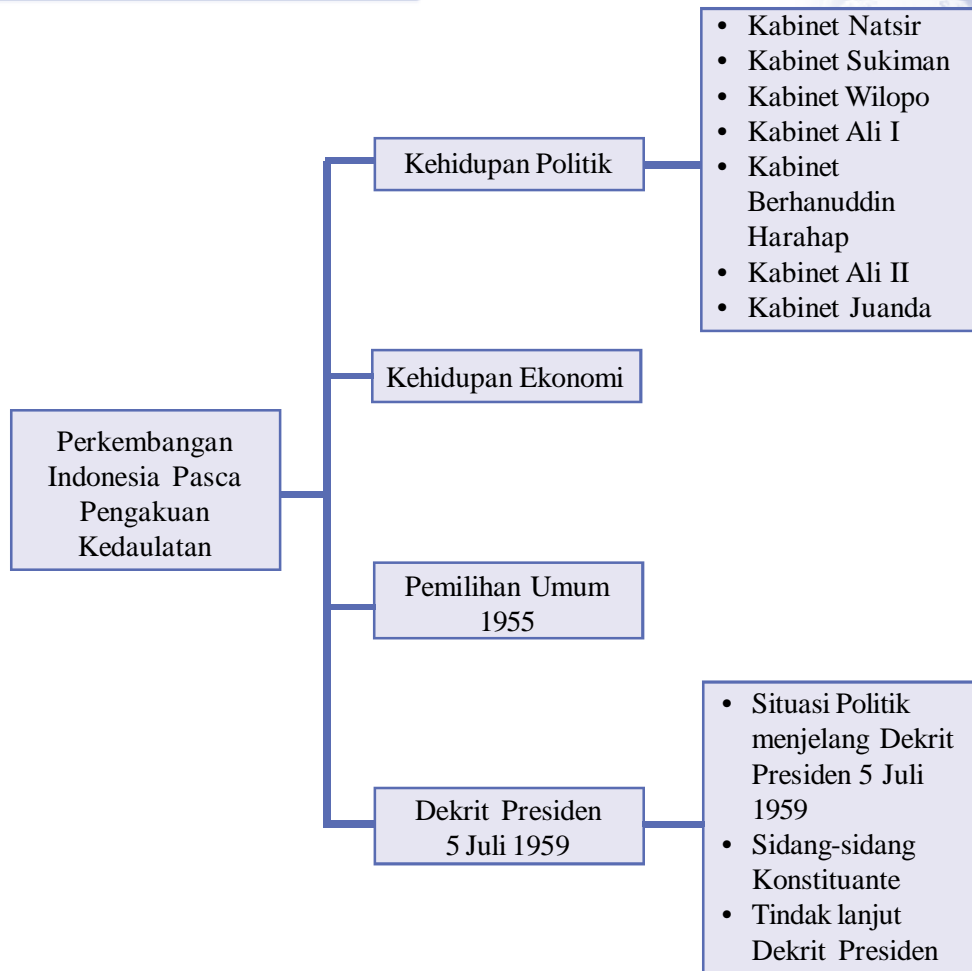 • Kabinet Natsir
• Kabinet Sukiman
• Kabinet Wilopo
• Kabinet Ali I
• Kabinet
Berhanuddin
Harahap
• Kabinet Ali II
• Kabinet Juanda
Kehidupan Politik
Kehidupan Ekonomi
Perkembangan
Indonesia Pasca
Pengakuan
Kedaulatan
Pemilihan Umum
1955
Dekrit Presiden
5 Juli 1959
• Situasi Politik
menjelang Dekrit
Presiden 5 Juli
1959
• Sidang-sidang
Konstituante
• Tindak lanjut
Dekrit Presiden